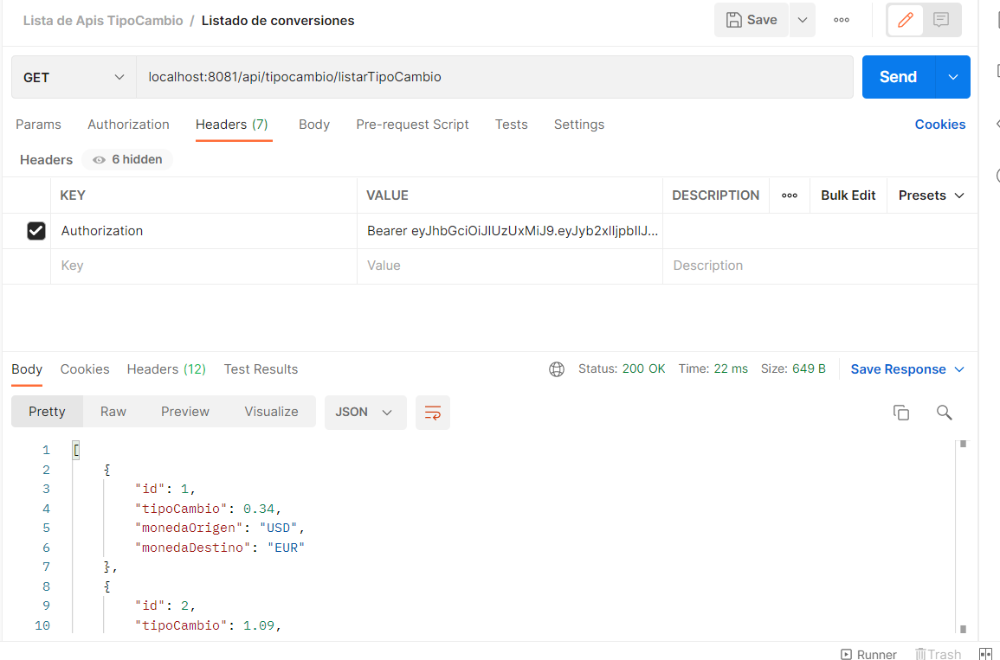 Lista de Apis TipoCambio / Listado de conversiones
Save
GET
localhost:8081/api/tipocambio/listarTipoCambio
Send
Params Authorization Headers (7) Body Pre-request Script Tests Settings Cookies
Headers 6 hidden
KEY VALUE DESCRIPTION Bulk Edit Presets
Authorization Bearer eyJhbGciOiJIUzUxMiJ9.eyJyb2xlIjpbIlJ...
Key Value Description
Body Cookies Headers (12) Test Results Status: 200 OK Time: 22 ms Size: 649 B Save Response
Pretty Raw Preview Visualize JSON
1 [
2 {
3 "id": 1,
4 "tipoCambio": 0.34,
5 "monedaOrigen": "USD",
6 "monedaDestino": "EUR"
7 },
8 {
9 "id": 2,
10 "tipoCambio": 1.09,
Runner Trash